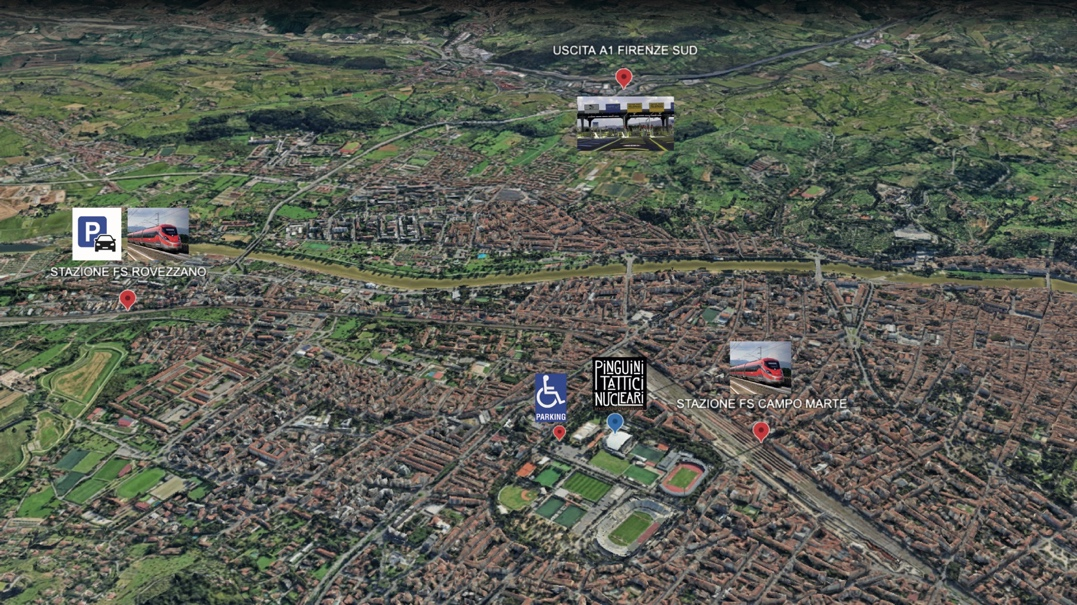 USCITA A1 FIRENZE SUD
P
STAZIONE FS ROVEZZANO
PiNGUiNi
TATTiCi
NUCLEARi
PARKING
STAZIONE FS CAMPO MARTE